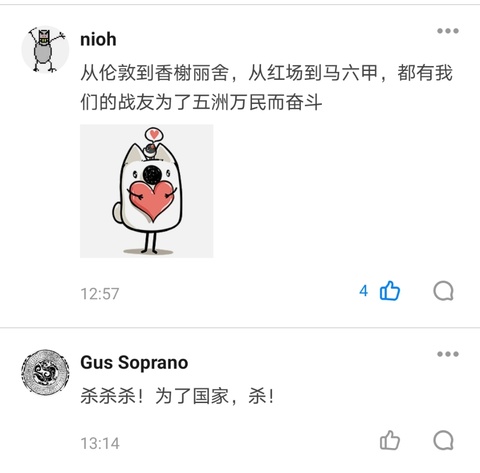 nioh
从伦敦到香榭丽舍，从红场到马六甲，都有我
们的战友为了五洲万民而奋斗
12:57
4
Gus Soprano
杀杀杀！为了国家，杀！
13:14